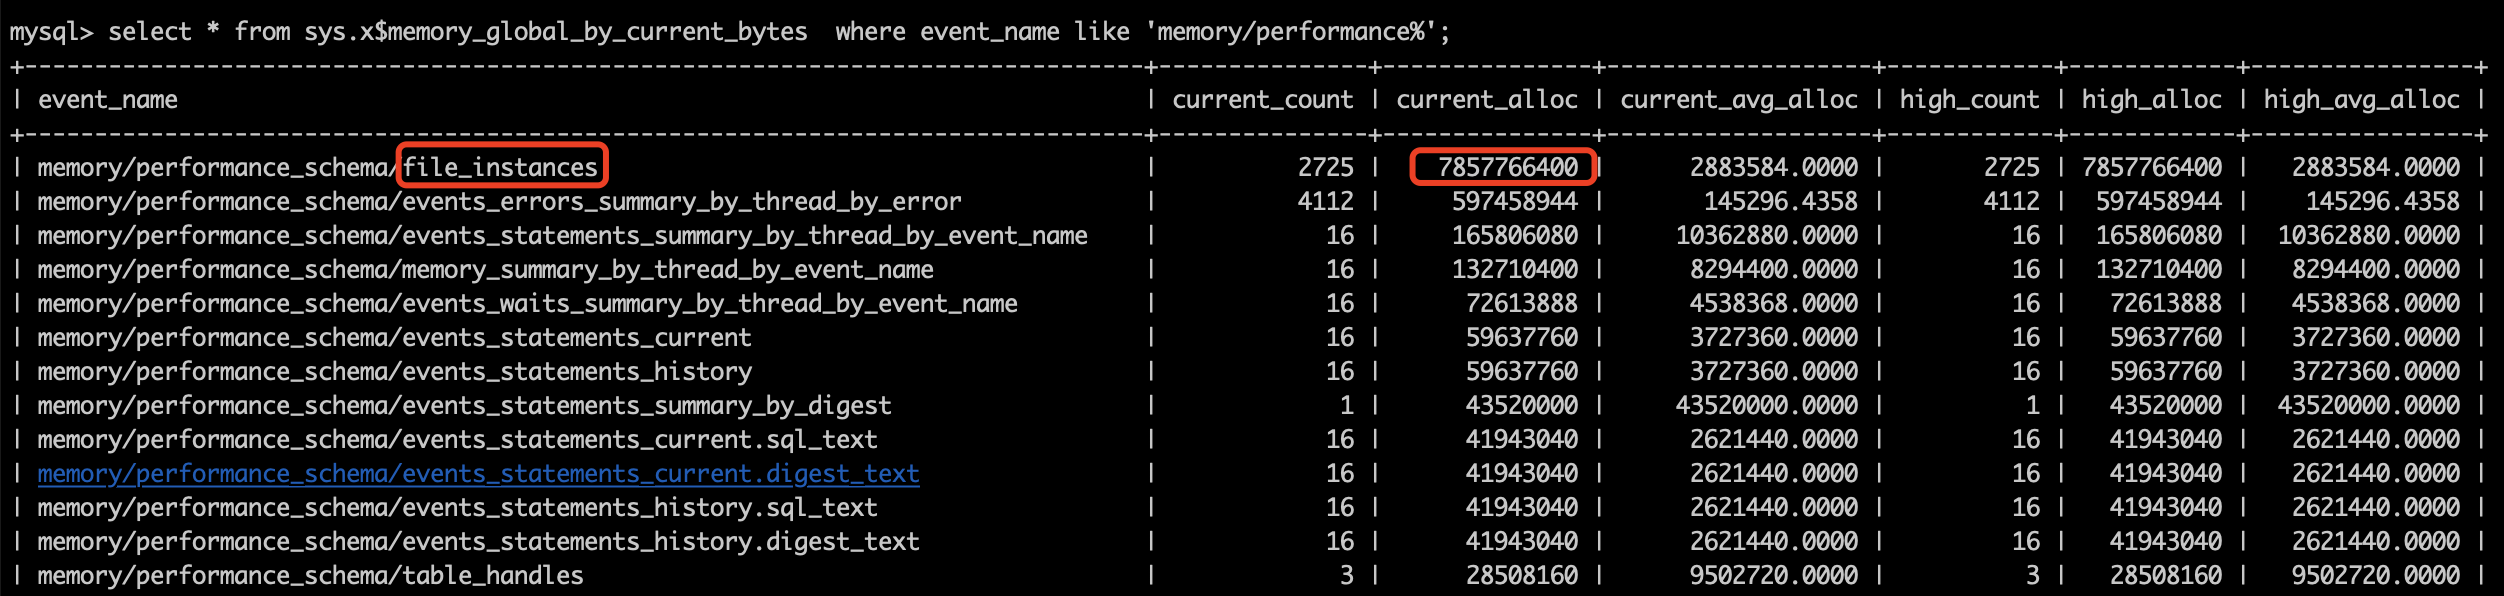 mysql> select * from sys.x$memory_global_by_current_bytes  where event_name like 'memory/performance%';
+-------------------------------------------------------------------------------+---------------+---------------+-------------------+------------+------------+----------------+
| event_name                                                                    | current_count | current_alloc | current_avg_alloc | high_count | high_alloc | high_avg_alloc |
+-------------------------------------------------------------------------------+---------------+---------------+-------------------+------------+------------+----------------+
| memory/performance_schema/file_instances                                      |          2725 |    7857766400 |      2883584.0000 |       2725 | 7857766400 |   2883584.0000 |
| memory/performance_schema/events_errors_summary_by_thread_by_error            |          4112 |     597458944 |       145296.4358 |       4112 |  597458944 |    145296.4358 |
| memory/performance_schema/events_statements_summary_by_thread_by_event_name   |            16 |     165806080 |     10362880.0000 |         16 |  165806080 |  10362880.0000 |
| memory/performance_schema/memory_summary_by_thread_by_event_name              |            16 |     132710400 |      8294400.0000 |         16 |  132710400 |   8294400.0000 |
| memory/performance_schema/events_waits_summary_by_thread_by_event_name        |            16 |      72613888 |      4538368.0000 |         16 |   72613888 |   4538368.0000 |
| memory/performance_schema/events_statements_current                           |            16 |      59637760 |      3727360.0000 |         16 |   59637760 |   3727360.0000 |
| memory/performance_schema/events_statements_history                           |            16 |      59637760 |      3727360.0000 |         16 |   59637760 |   3727360.0000 |
| memory/performance_schema/events_statements_summary_by_digest                 |             1 |      43520000 |     43520000.0000 |          1 |   43520000 |  43520000.0000 |
| memory/performance_schema/events_statements_current.sql_text                  |            16 |      41943040 |      2621440.0000 |         16 |   41943040 |   2621440.0000 |
| memory/performance_schema/events_statements_current.digest_text               |            16 |      41943040 |      2621440.0000 |         16 |   41943040 |   2621440.0000 |
| memory/performance_schema/events_statements_history.sql_text                  |            16 |      41943040 |      2621440.0000 |         16 |   41943040 |   2621440.0000 |
| memory/performance_schema/events_statements_history.digest_text               |            16 |      41943040 |      2621440.0000 |         16 |   41943040 |   2621440.0000 |
| memory/performance_schema/table_handles                                       |             3 |      28508160 |      9502720.0000 |          3 |   28508160 |   9502720.0000 |